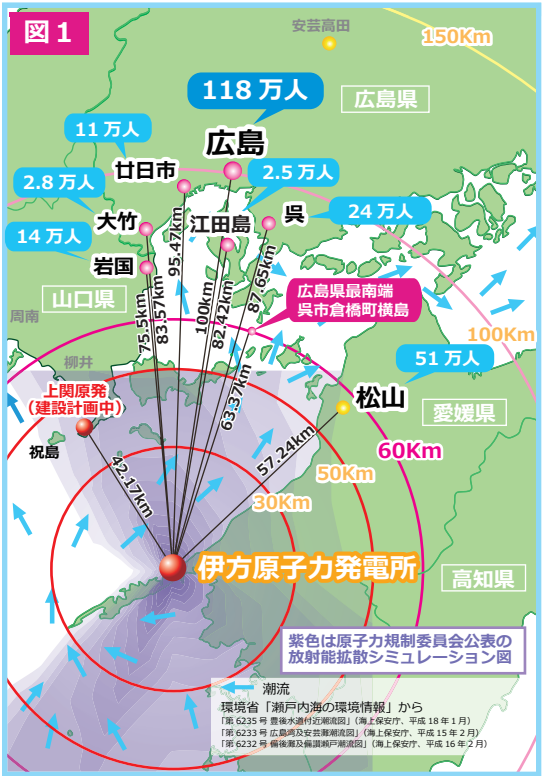 図1
安芸高田
150Km
118万人
広島県
11万人
広島
廿日市
2.5万人
2.8万人
大竹
江田島
呉
24万人
14万人
岩国
95.47km
100km
82.42km
87.65km
山口県
75.5km
83.57km
広島県最南端
呉市倉橋町横島
周南
100Km
柳井
63.37km
51万人
上関原発
(建設計画中)
松山
愛媛県
祝島
60Km
57.24km
42.17km
50Km
30Km
伊方原子力発電所
高知県
紫色は原子力規制委員会公表の
放射能拡散シミュレーション図
潮流
環境省「瀬戸内海の環境情報」から
「第6235号 豊後水道付近潮流図」(海上保安庁、平成18年1月)
「第6233号 広島湾及安芸灘潮流図」(海上保安庁、平成15年2月)
「第6232号 備後灘及備讃瀬戸潮流図」(海上保安庁、平成16年2月)